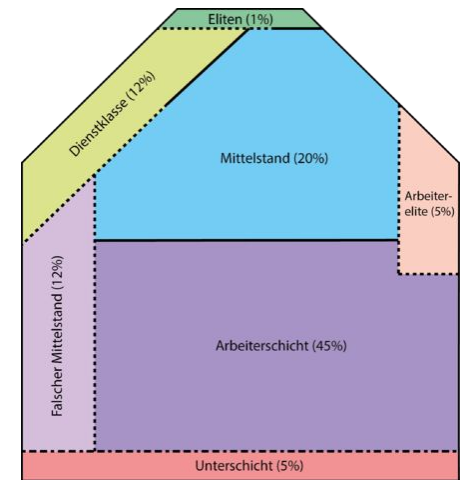 Eliten (1%)
Dienstklasse (12%)
Mittelstand (20%)
Arbeiter-
elite (5%)
Falscher Mittelstand (12%)
Arbeiterschicht (45%)
Unterschicht (5%)